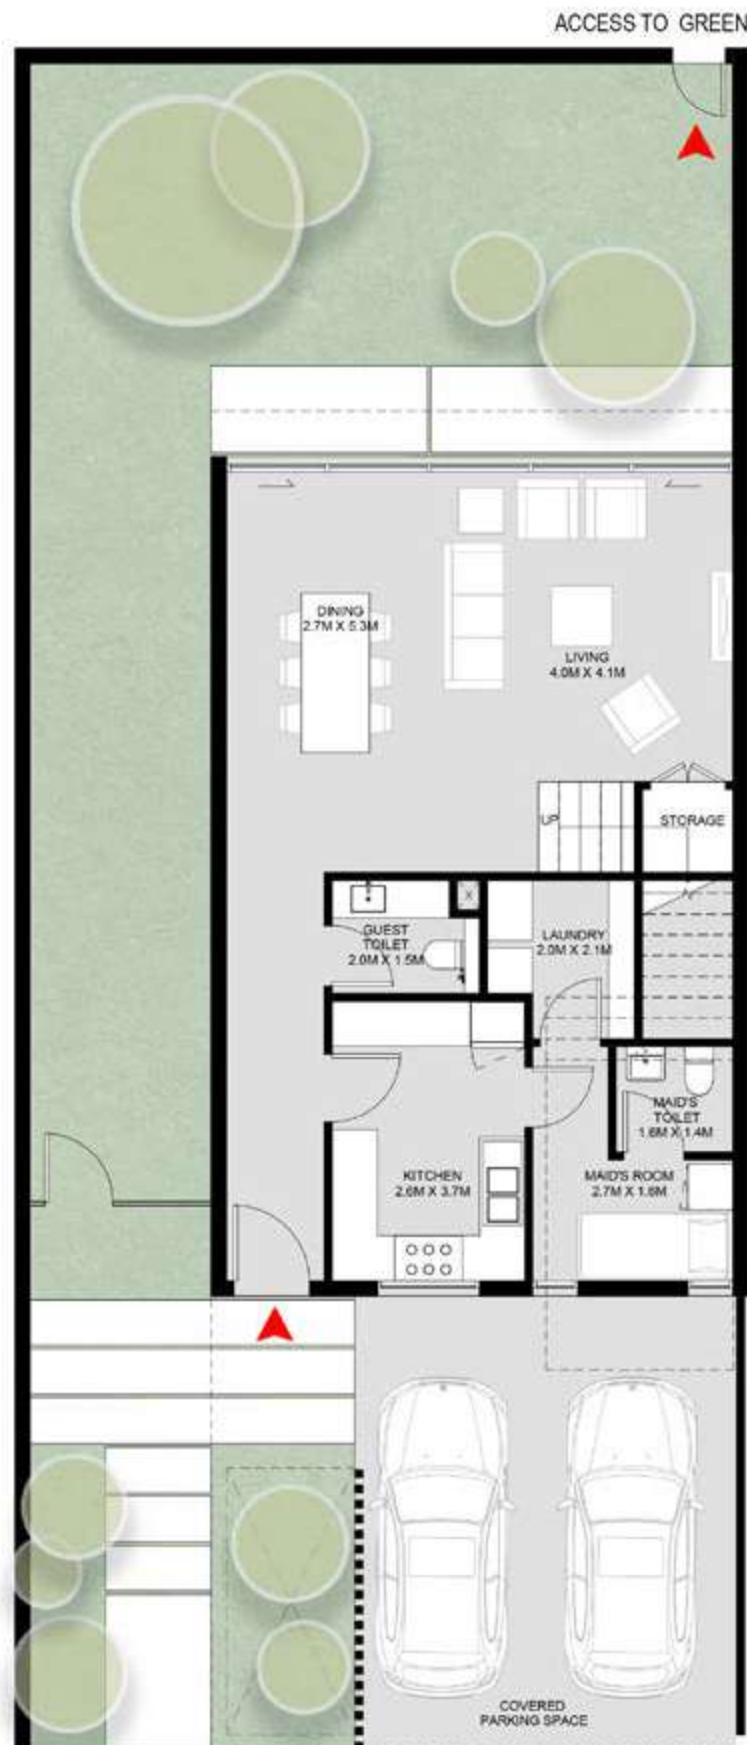 ACCESS TO GREEN
DINING
2.7M X 5.3M
LIVING
4.0M X 4.1M
UP
STORAGE
GUEST
TOILET
2.0M X 1.5M
X
LAUNDRY
2.0M X 2.1M
MAID'S
TOILET
1.6M X 1.4M
KITCHEN
2.6M X 3.7M
MAID'S ROOM
2.7M X 1.8M
COVERED
PARKING SPACE